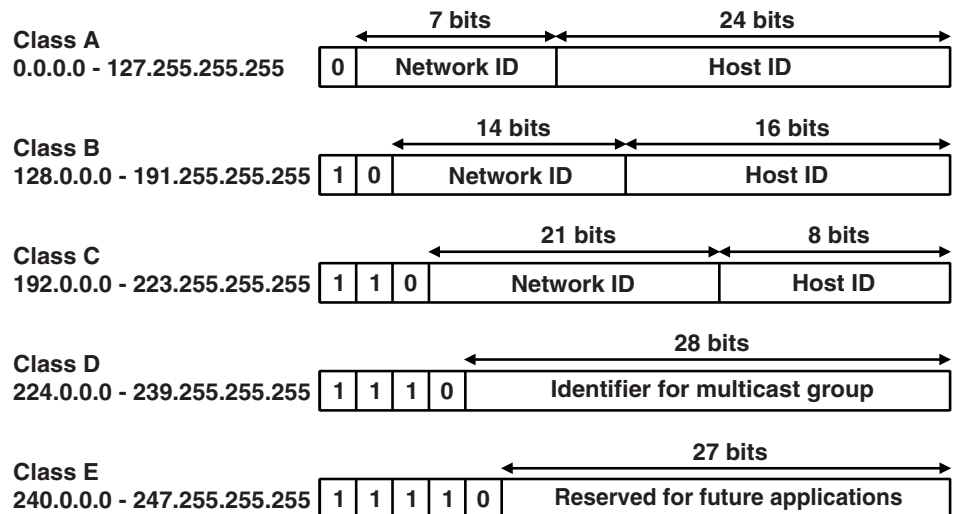 7 bits 24 bits
Class A
0.0.0.0 - 127.255.255.255 0 Network ID Host ID
14 bits 16 bits
Class B
128.0.0.0 - 191.255.255.255 1 0 Network ID Host ID
21 bits 8 bits
Class C
192.0.0.0 - 223.255.255.255 1 1 0 Network ID Host ID
28 bits
Class D
224.0.0.0 - 239.255.255.255 1 1 1 0 Identifier for multicast group
27 bits
Class E
240.0.0.0 - 247.255.255.255 1 1 1 1 0 Reserved for future applications